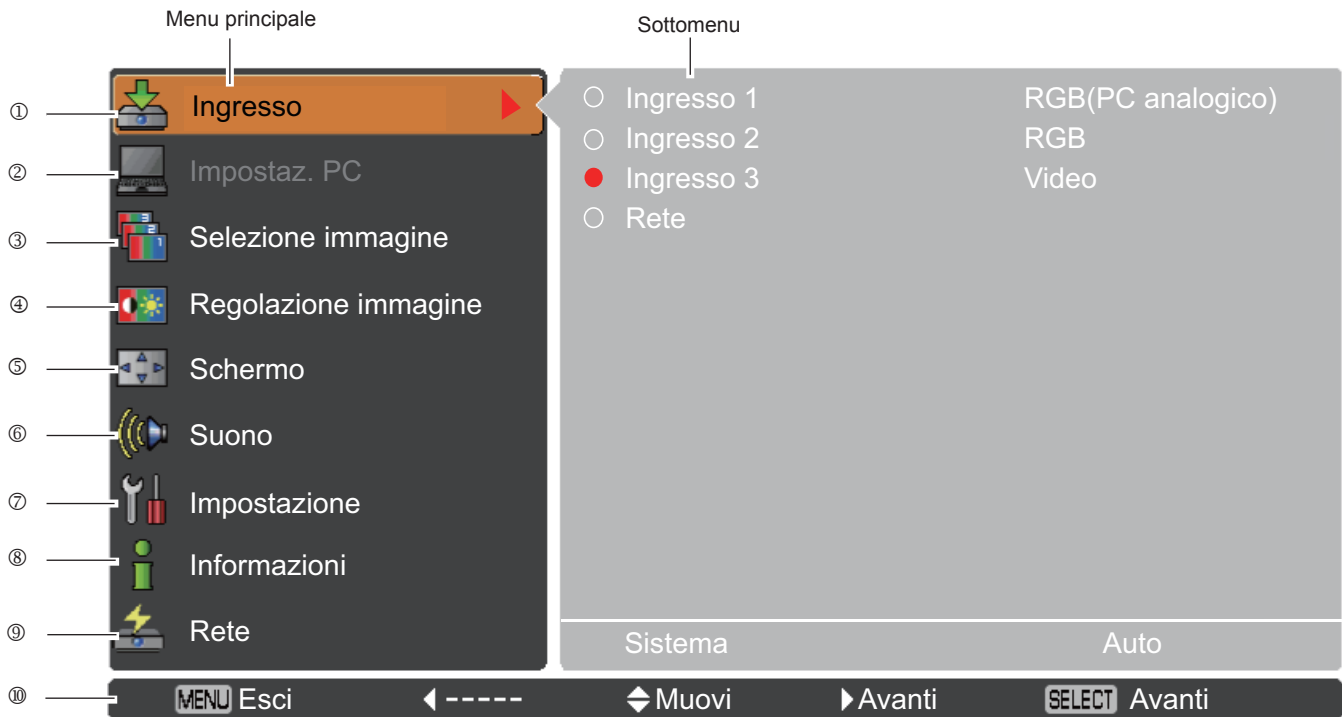 Menu principale
Sottomenu
① Ingresso
② Impostaz. PC
③ Selezione immagine
④ Regolazione immagine
⑤ Schermo
⑥ Suono
⑦ Impostazione
⑧ Informazioni
⑨ Rete
Ingresso 1 RGB(PC analogico)
Ingresso 2 RGB
Ingresso 3 Video
Rete
Sistema Auto
⑩ MENU Esci ◀ ----- Muovi ▶Avanti SELECT Avanti